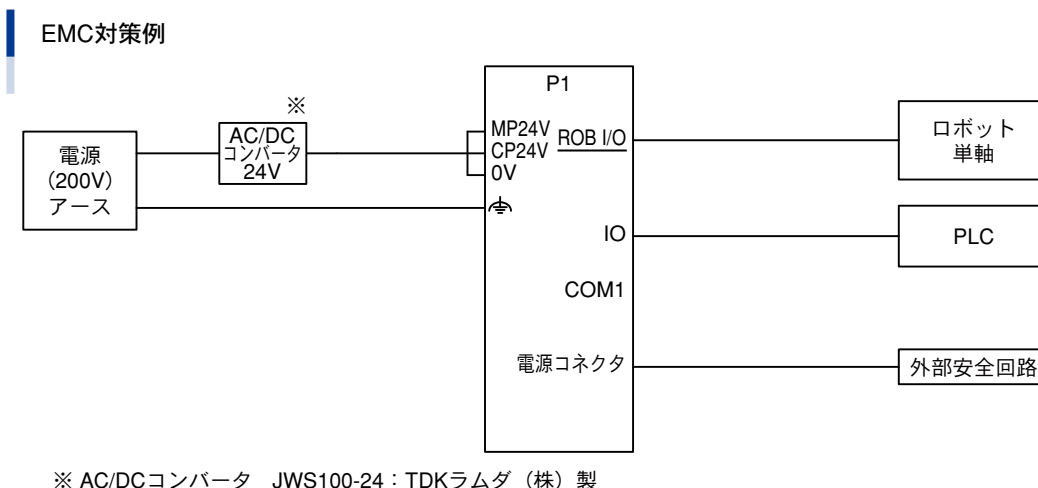 EMC対策例
電源
(200V)
アース
※
AC/DC
コンバータ
24V
P1
MP24V
CP24V
0V
ROB I/O
IO
COM1
電源コネクタ
ロボット
単軸
PLC
外部安全回路
※ AC/DCコンバータ　JWS100-24：TDKラムダ（株）製